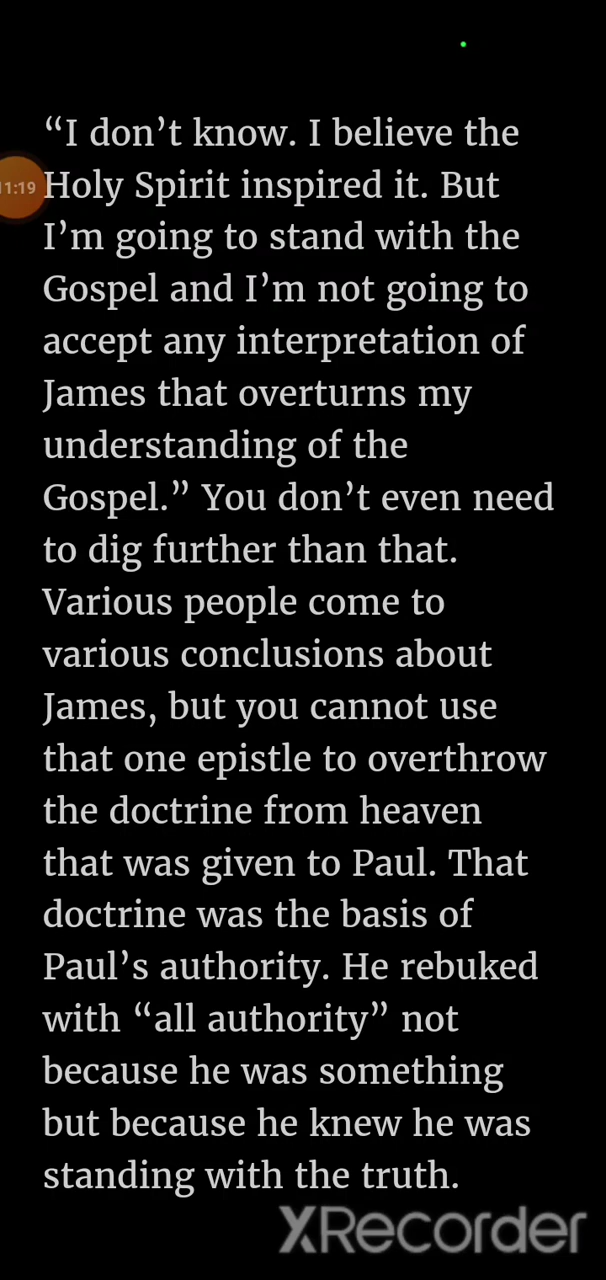 “I don’t know. I believe the
11:19
Holy Spirit inspired it. But
I’m going to stand with the
Gospel and I’m not going to
accept any interpretation of
James that overturns my
understanding of the
Gospel.” You don’t even need
to dig further than that.
Various people come to
various conclusions about
James, but you cannot use
that one epistle to overthrow
the doctrine from heaven
that was given to Paul. That
doctrine was the basis of
Paul’s authority. He rebuked
with “all authority” not
because he was something
but because he knew he was
standing with the truth.
XRecorder